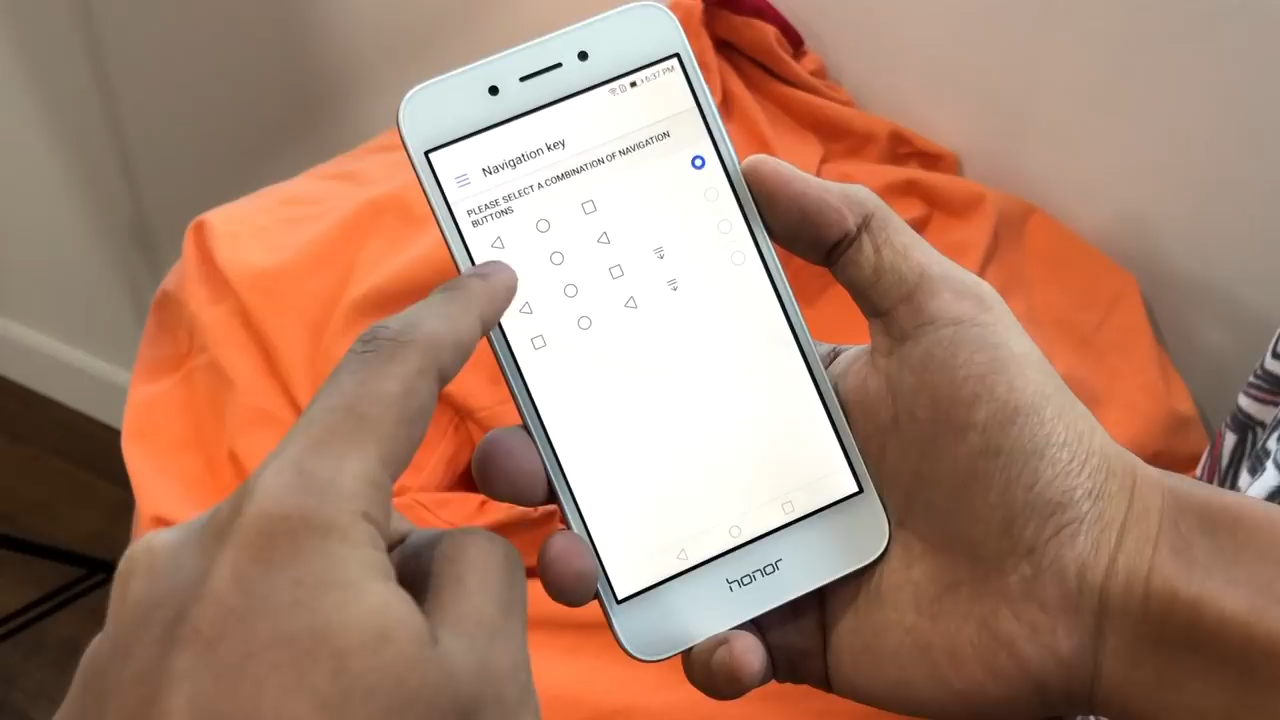 6:37 PM
Navigation key
PLEASE SELECT A COMBINATION OF NAVIGATION
BUTTONS
honor